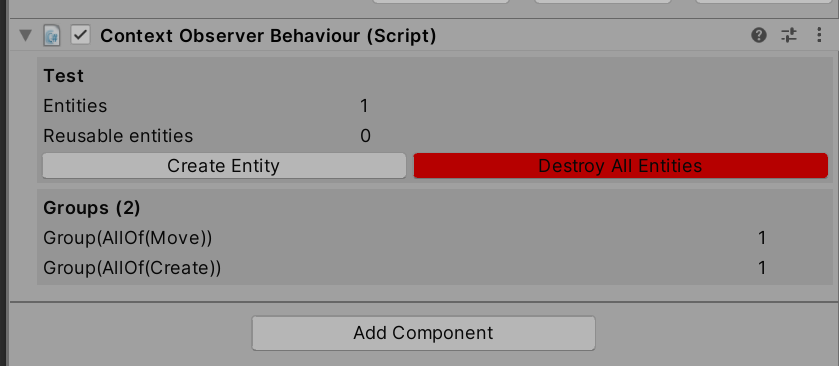 Context Observer Behaviour (Script)
Test
Entities 1
Reusable entities 0
Create Entity Destroy All Entities
Groups (2)
Group(AllOf(Move)) 1
Group(AllOf(Create)) 1
Add Component